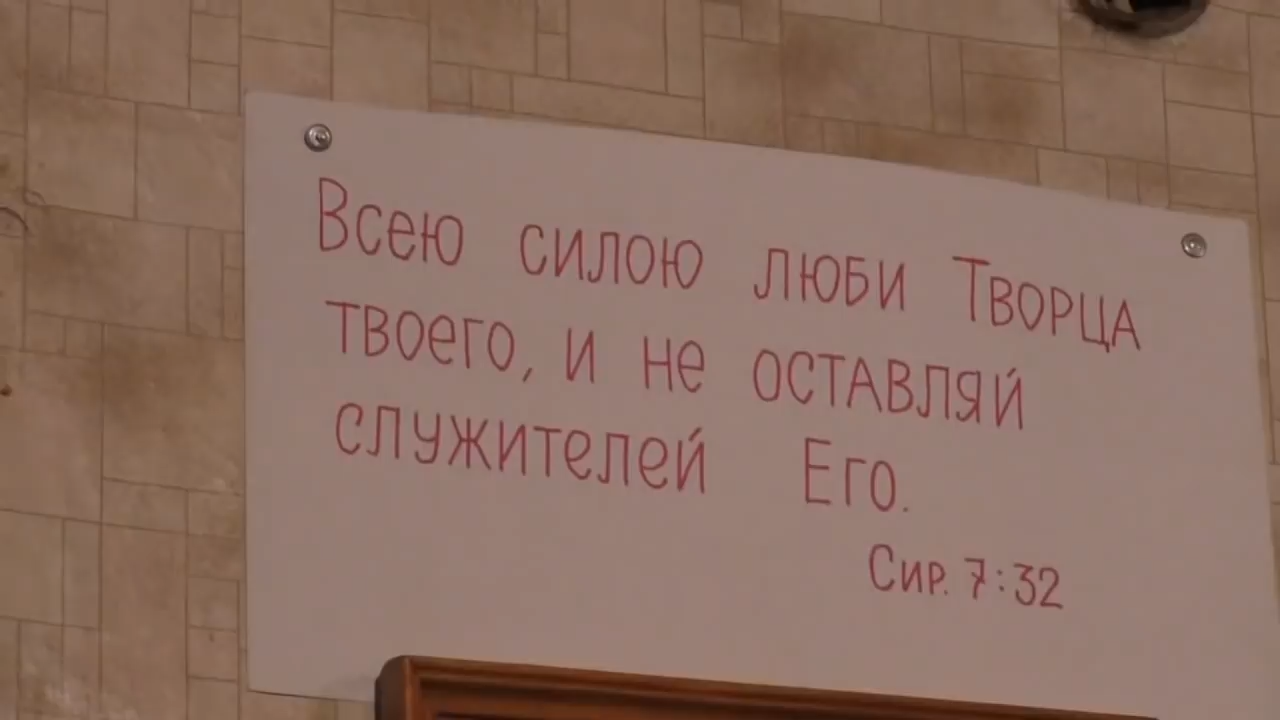 Всею силою люби Творца
твоего, и не оставляй
служителей Его.
Сир. 7:32